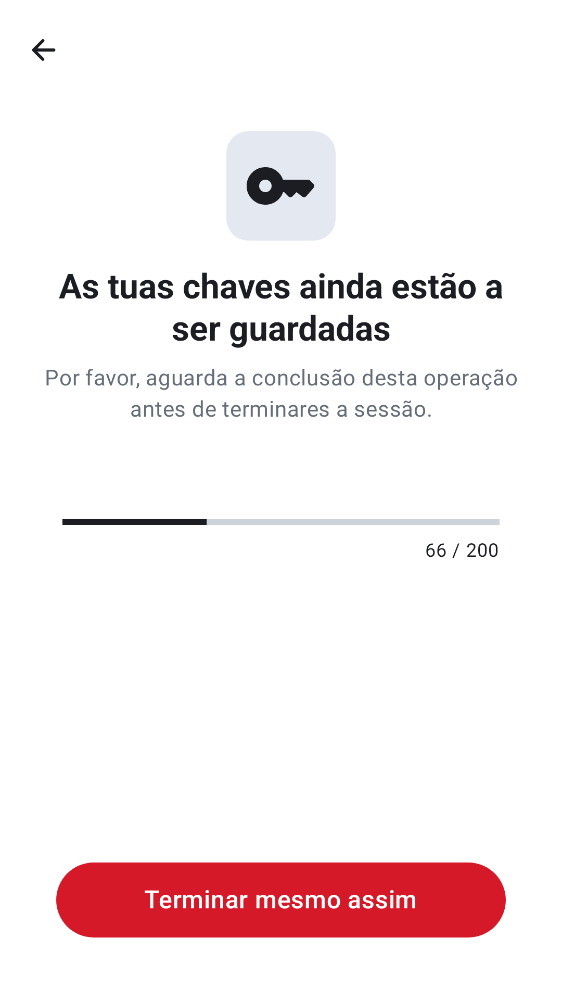 As tuas chaves ainda estão a
ser guardadas
Por favor, aguarda a conclusão desta operação
antes de terminares a sessão.
66 / 200
Terminar mesmo assim